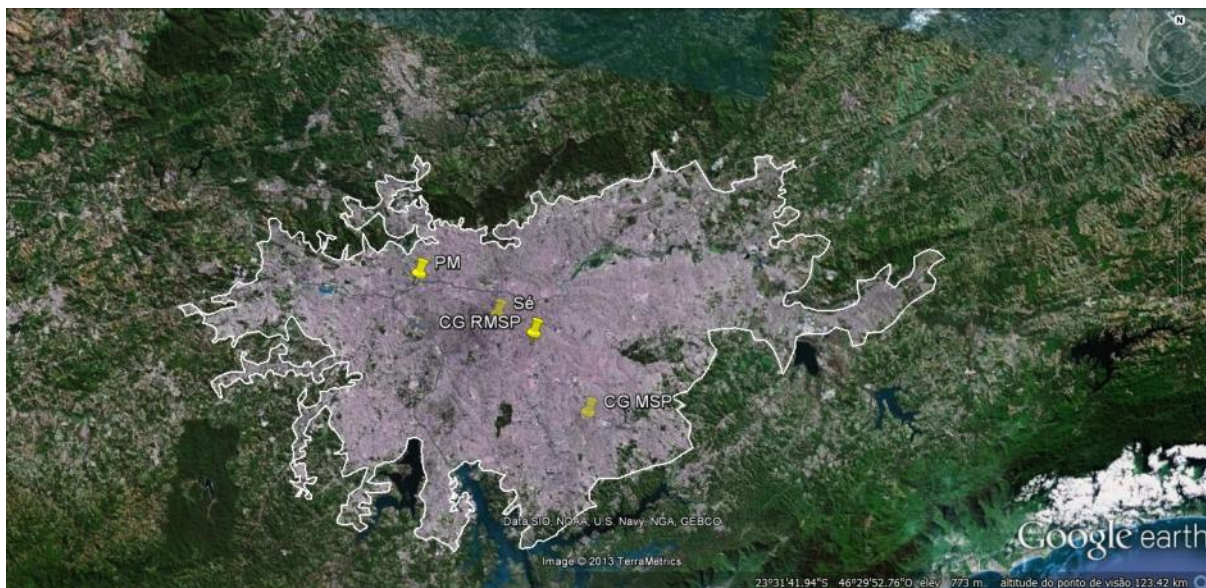 N
PM
Sé
CG RMSP
CG MSP
Data SIO, NOAA, U.S. Navy, NGA, GEBCO
Image © 2013 TerraMetrics
Google earth
23°31'41.94"S 46°29'52.76"O elev 773 m altitude do ponto de visão 123.42 km